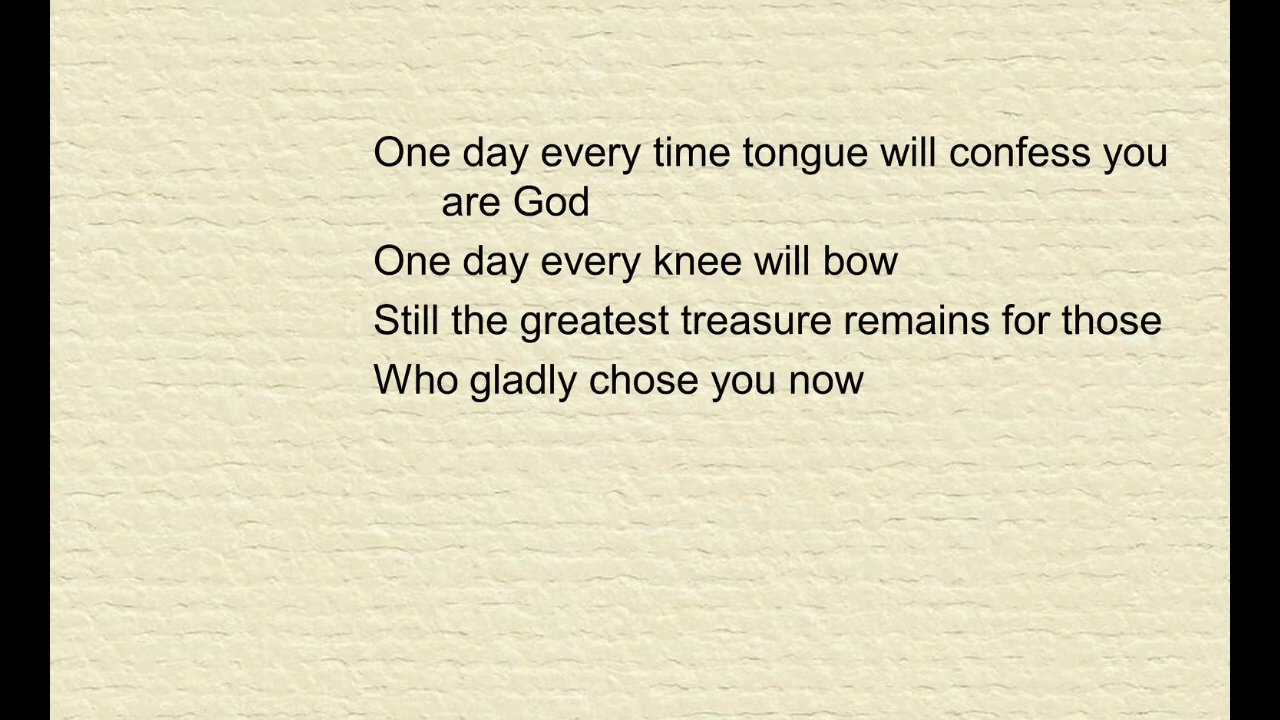 One day every time tongue will confess you
are God
One day every knee will bow
Still the greatest treasure remains for those
Who gladly chose you now